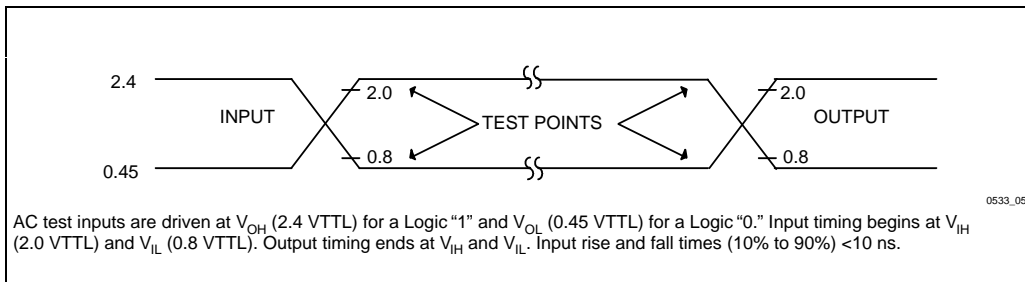 2.4
INPUT
2.0
TEST POINTS
2.0
OUTPUT
0.8
0.8
0.45
0533_05
AC test inputs are driven at VOH (2.4 VTTL) for a Logic “1” and VOL (0.45 VTTL) for a Logic “0.” Input timing begins at VIH
(2.0 VTTL) and VIL (0.8 VTTL). Output timing ends at VIH and VIL. Input rise and fall times (10% to 90%) <10 ns.